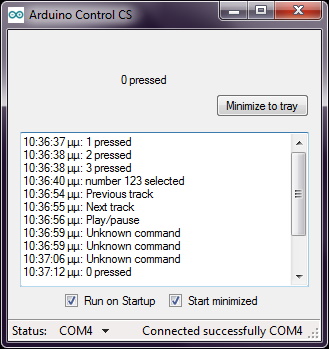 Arduino Control CS
0 pressed
Minimize to tray
10:36:37 μμ: 1 pressed
10:36:38 μμ: 2 pressed
10:36:38 μμ: 3 pressed
10:36:40 μμ: number 123 selected
10:36:54 μμ: Previous track
10:36:55 μμ: Next track
10:36:56 μμ: Play/pause
10:36:59 μμ: Unknown command
10:36:59 μμ: Unknown command
10:37:06 μμ: Unknown command
10:37:12 μμ: 0 pressed
Run on Startup Start minimized
Status: COM4 Connected successfully COM4